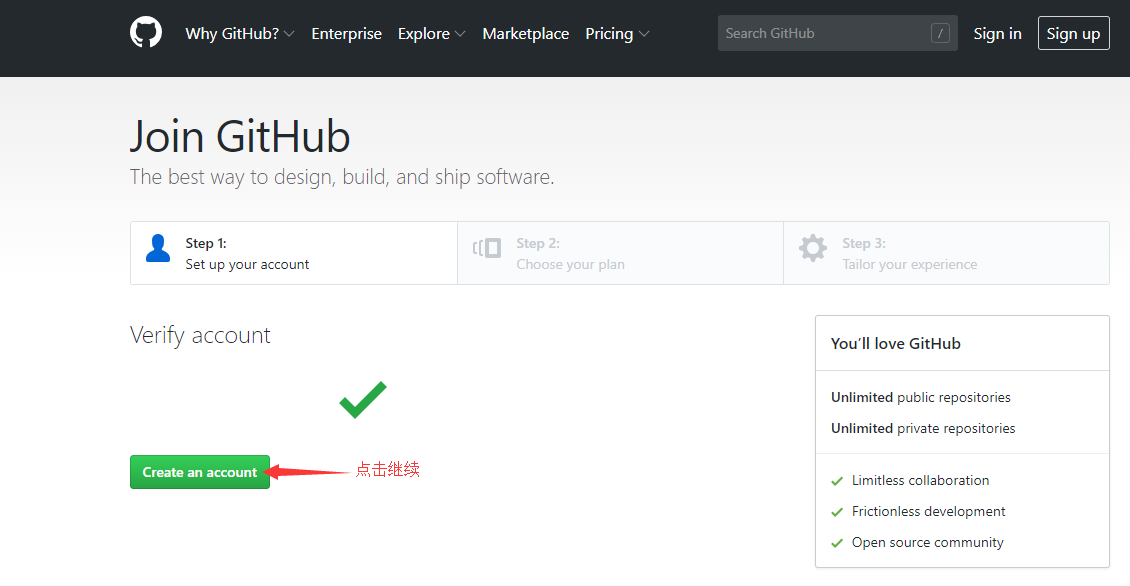 Why GitHub? Enterprise Explore Marketplace Pricing Search GitHub / Sign in Sign up
Join GitHub
The best way to design, build, and ship software.
Step 1:
Set up your account
Step 2:
Choose your plan
Step 3:
Tailor your experience
Verify account
Create an account
点击继续
You’ll love GitHub
Unlimited public repositories
Unlimited private repositories
Limitless collaboration
Frictionless development
Open source community